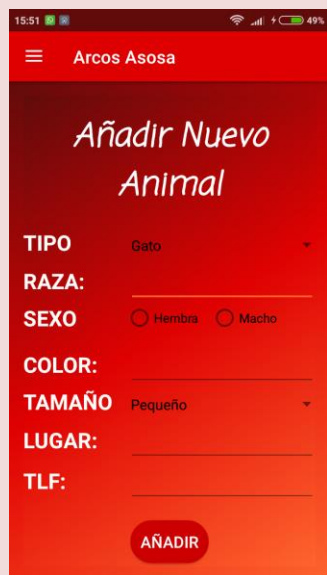 15:51 49%
Arcos Asosa
Añadir Nuevo
Animal
TIPO Gato
RAZA:
SEXO Hembra Macho
COLOR:
TAMAÑO Pequeño
LUGAR:
TLF:
AÑADIR